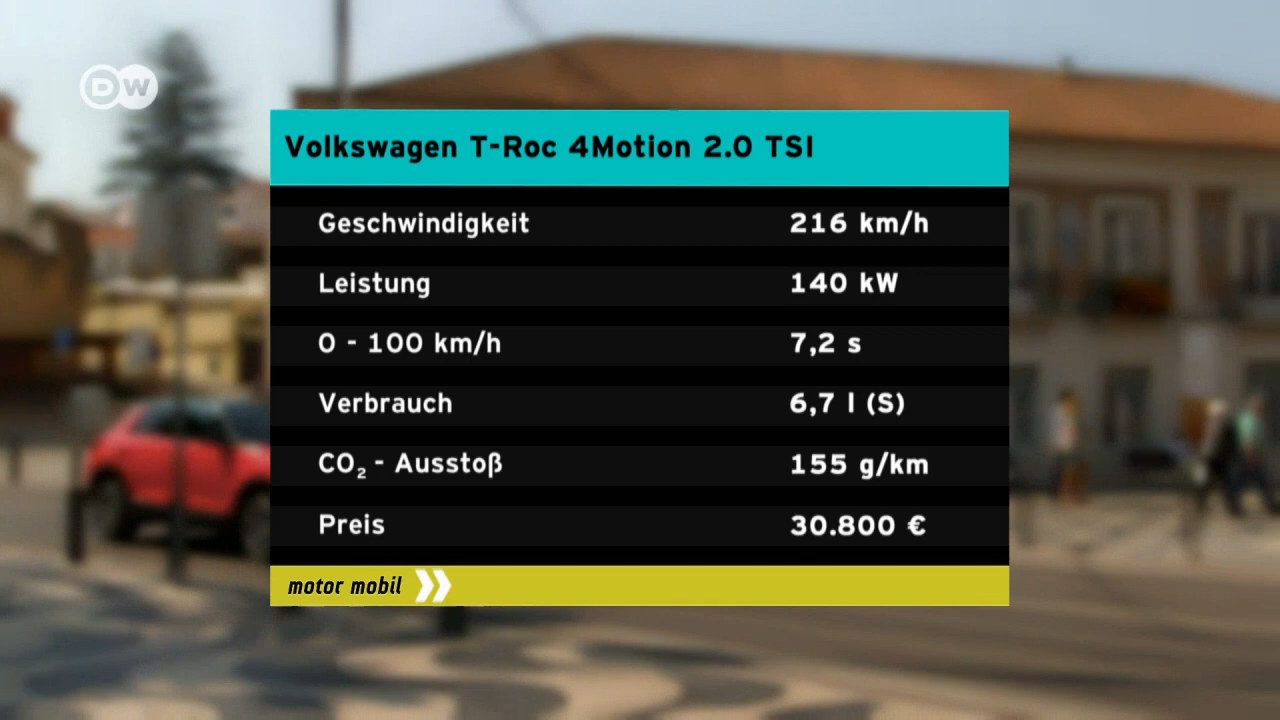 DW
Volkswagen T-Roc 4Motion 2.0 TSI
Geschwindigkeit 216 km/h
Leistung 140 kW
0 - 100 km/h 7,2 s
Verbrauch 6,7 l (S)
CO₂ - Ausstoß 155 g/km
Preis 30.800 €
motor mobil